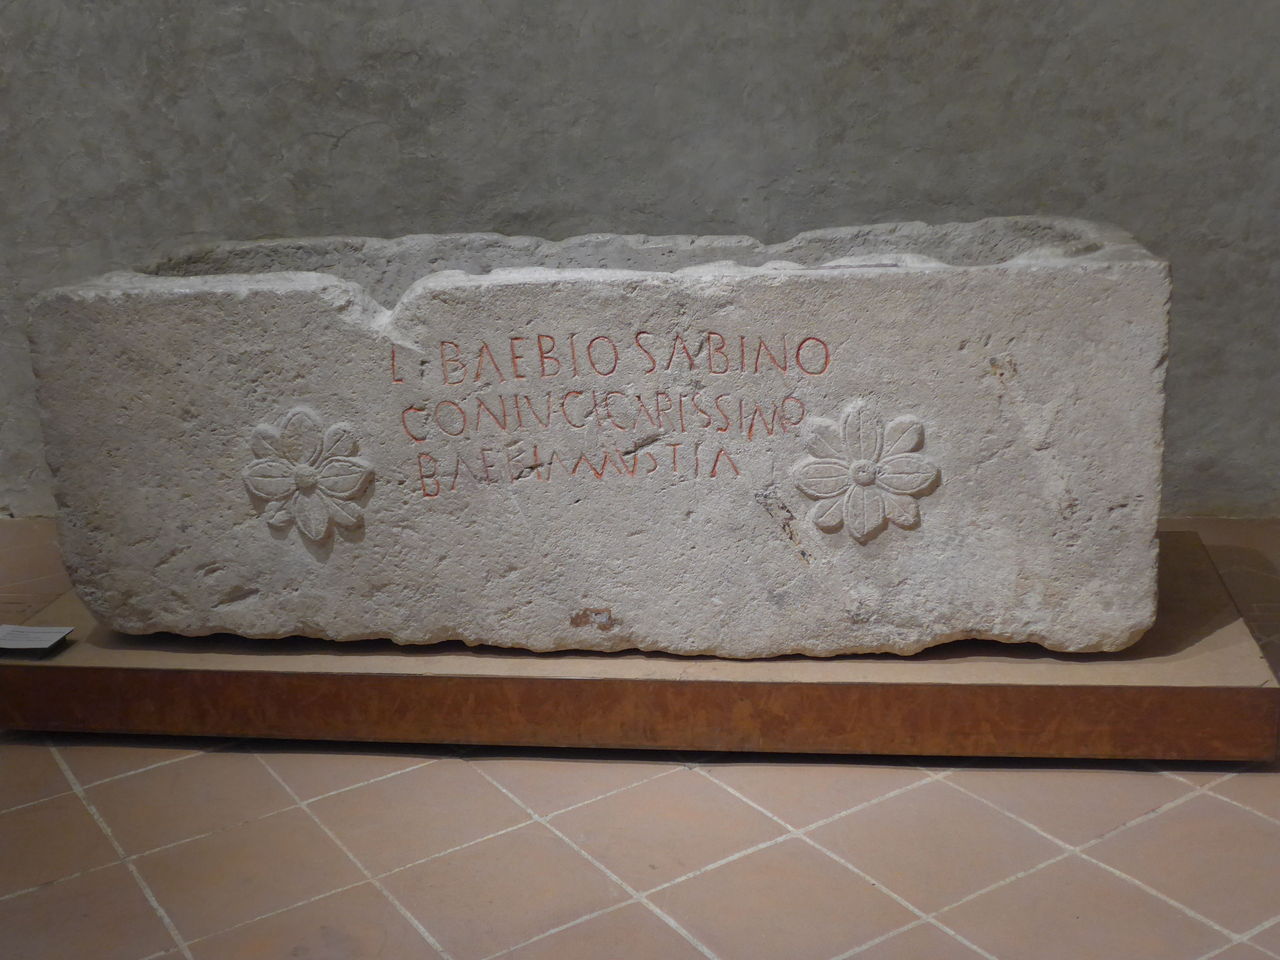 L BAEBIO SABINO
CONIVGI CARISSIMO
BAEBIA MVSTIA